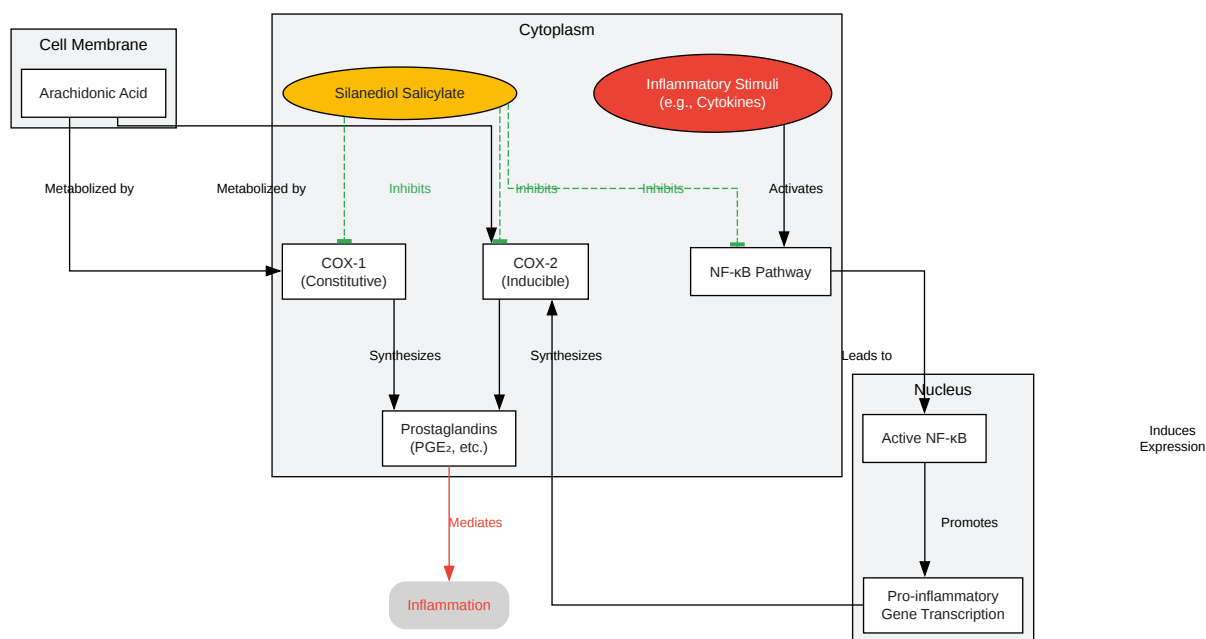 Cytoplasm
Cell Membrane
Arachidonic Acid
Silanediol Salicylate
Inflammatory Stimuli
(e.g., Cytokines)
Metabolized by
Metabolized by
Inhibits
Inhibits
Inhibits
Activates
COX-1
(Constitutive)
COX-2
(Inducible)
NF-κB Pathway
Synthesizes
Synthesizes
Leads to
Nucleus
Prostaglandins
(PGE₂, etc.)
Active NF-κB
Induces
Expression
Mediates
Promotes
Inflammation
Pro-inflammatory
Gene Transcription